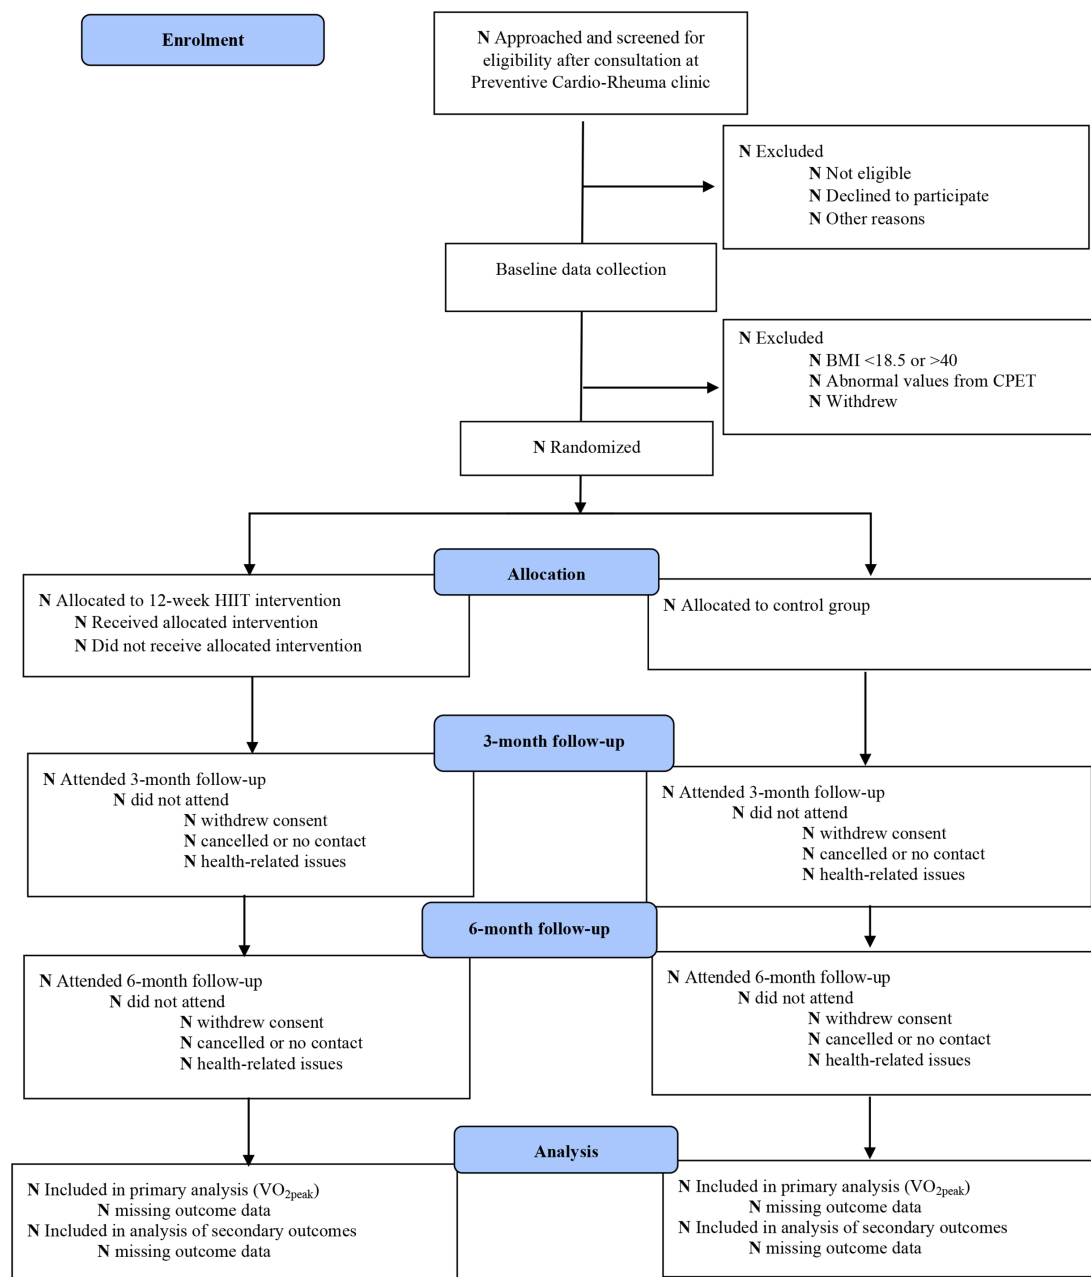 Enrolment
N Approached and screened for
eligibility after consultation at
Preventive Cardio-Rheuma clinic
N Excluded
N Not eligible
N Declined to participate
N Other reasons
Baseline data collection
N Excluded
N BMI <18.5 or >40
N Abnormal values from CPET
N Withdrew
N Randomized
Allocation
N Allocated to 12-week HIIT intervention
N Received allocated intervention
N Did not receive allocated intervention
N Allocated to control group
3-month follow-up
N Attended 3-month follow-up
N did not attend
N withdrew consent
N cancelled or no contact
N health-related issues
N Attended 3-month follow-up
N did not attend
N withdrew consent
N cancelled or no contact
N health-related issues
6-month follow-up
N Attended 6-month follow-up
N did not attend
N withdrew consent
N cancelled or no contact
N health-related issues
N Attended 6-month follow-up
N did not attend
N withdrew consent
N cancelled or no contact
N health-related issues
Analysis
N Included in primary analysis (VO2peak)
N missing outcome data
N Included in analysis of secondary outcomes
N missing outcome data
N Included in primary analysis (VO2peak)
N missing outcome data
N Included in analysis of secondary outcomes
N missing outcome data